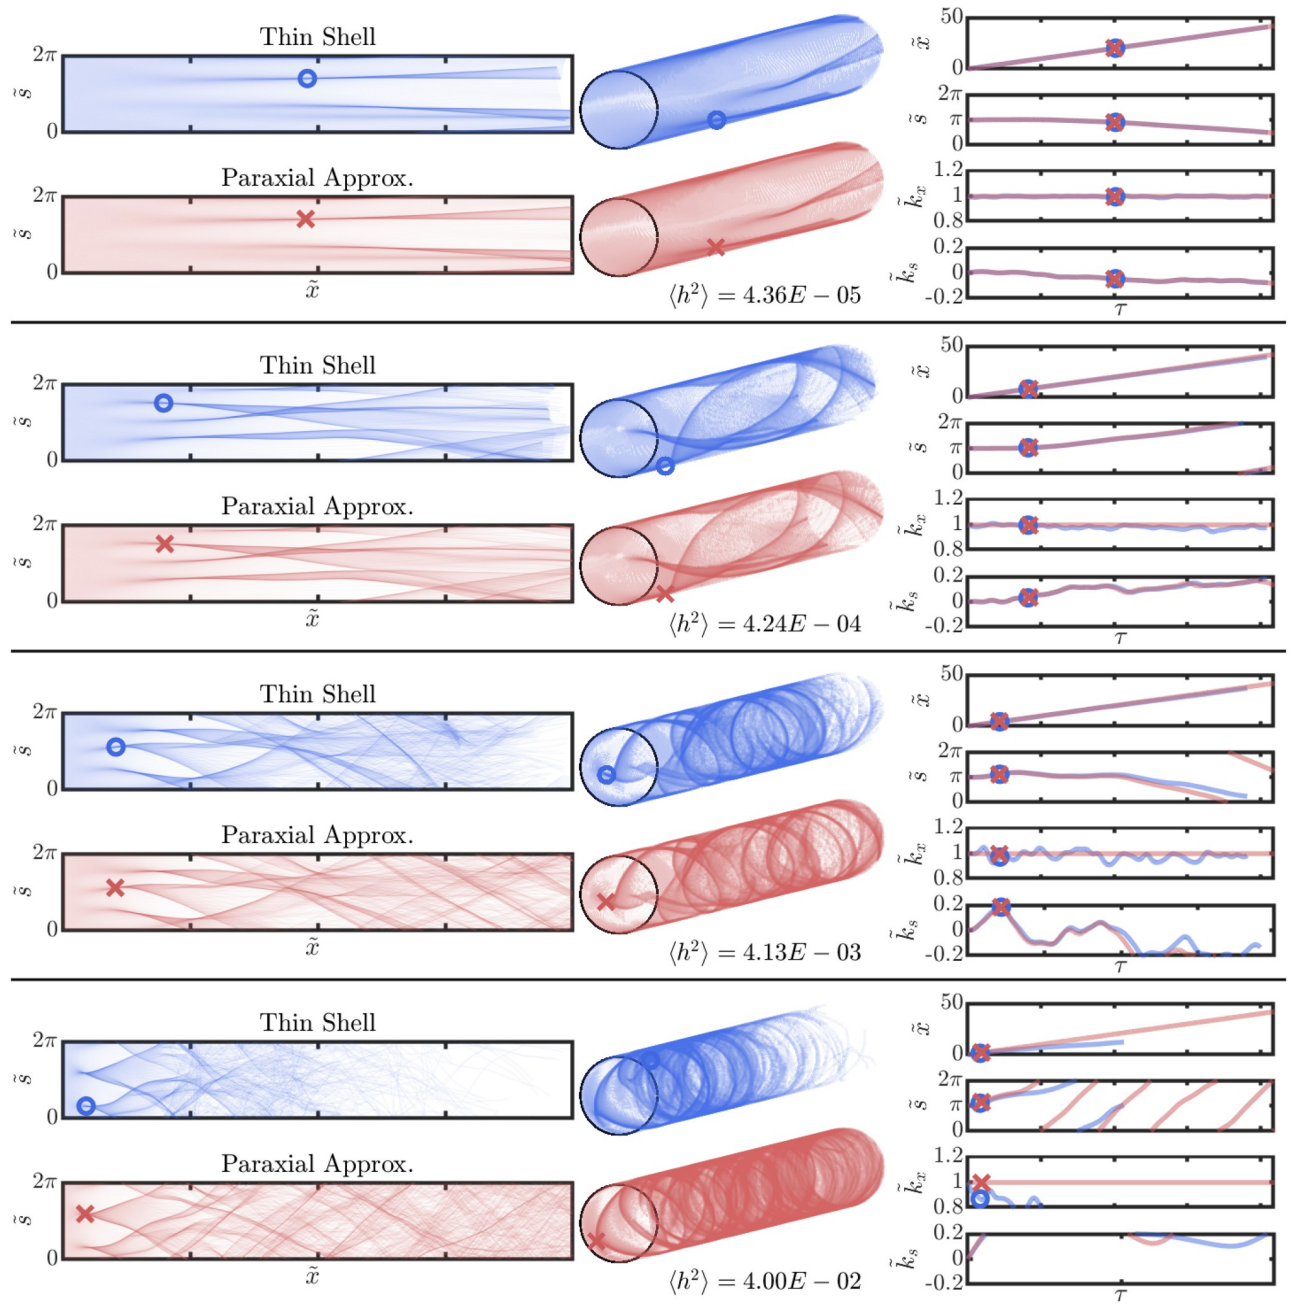 Thin Shell
2π
s̃
0
Paraxial Approx.
2π
s̃
0
x̃
⟨h²⟩ = 4.36E − 05
50
x̃
0
2π
s̃ π
0
1.2
k̃ₓ 1
0.8
0.2
k̃ₛ 0
-0.2
τ
Thin Shell
2π
s̃
0
Paraxial Approx.
2π
s̃
0
x̃
⟨h²⟩ = 4.24E − 04
50
x̃
0
2π
s̃ π
0
1.2
k̃ₓ 1
0.8
0.2
k̃ₛ 0
-0.2
τ
Thin Shell
2π
s̃
0
Paraxial Approx.
2π
s̃
0
x̃
⟨h²⟩ = 4.13E − 03
50
x̃
0
2π
s̃ π
0
1.2
k̃ₓ 1
0.8
0.2
k̃ₛ 0
-0.2
τ
Thin Shell
2π
s̃
0
Paraxial Approx.
2π
s̃
0
x̃
⟨h²⟩ = 4.00E − 02
50
x̃
0
2π
s̃ π
0
1.2
k̃ₓ 1
0.8
0.2
k̃ₛ 0
-0.2
τ